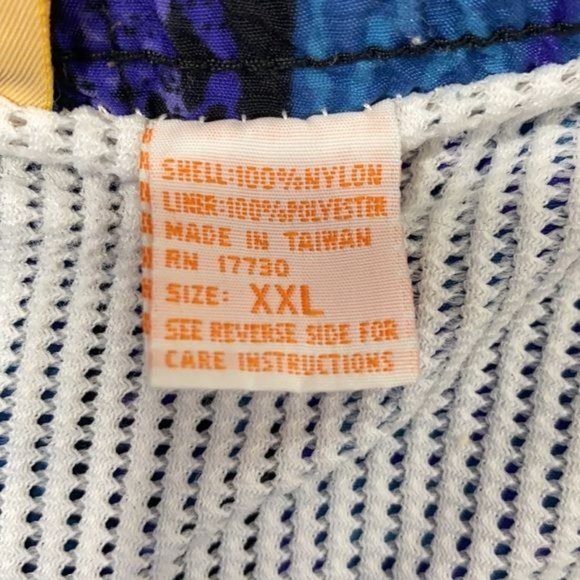 SHELL:100%NYLON
LINER:100%POLYESTER
MADE IN TAIWAN
RN 17730
SIZE: XXL
SEE REVERSE SIDE FOR
CARE INSTRUCTIONS